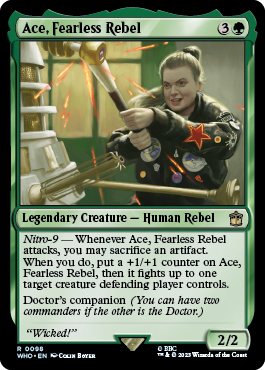 Ace, Fearless Rebel 3
Legendary Creature — Human Rebel
Nitro-9 — Whenever Ace, Fearless Rebel
attacks, you may sacrifice an artifact.
When you do, put a +1/+1 counter on Ace,
Fearless Rebel, then it fights up to one
target creature defending player controls.
Doctor's companion (You can have two
commanders if the other is the Doctor.)
“Wicked!”
2/2
R 0098
WHO • EN Colin Boyer
© BBC
™ & © 2023 Wizards of the Coast